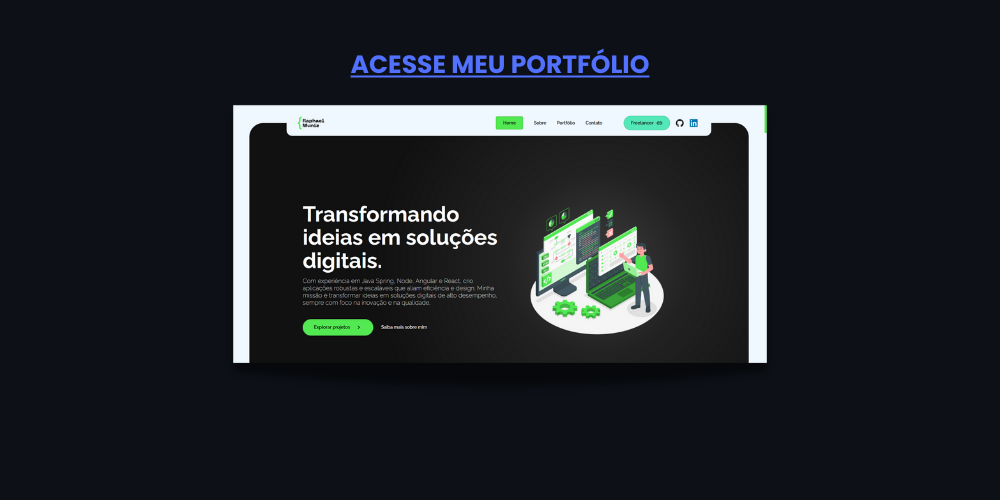 ACESSE MEU PORTFÓLIO
Raphael
Muniz
Home Sobre Portfólio Contato Freelancer
Transformando
ideias em soluções
digitais.
Com experiência em Java Spring, Node, Angular e React, crio
aplicações robustas e escaláveis que aliam eficiência e design. Minha
missão é transformar ideias em soluções digitais de alto desempenho,
sempre com foco na inovação e na qualidade.
Explorar projetos Saiba mais sobre mim